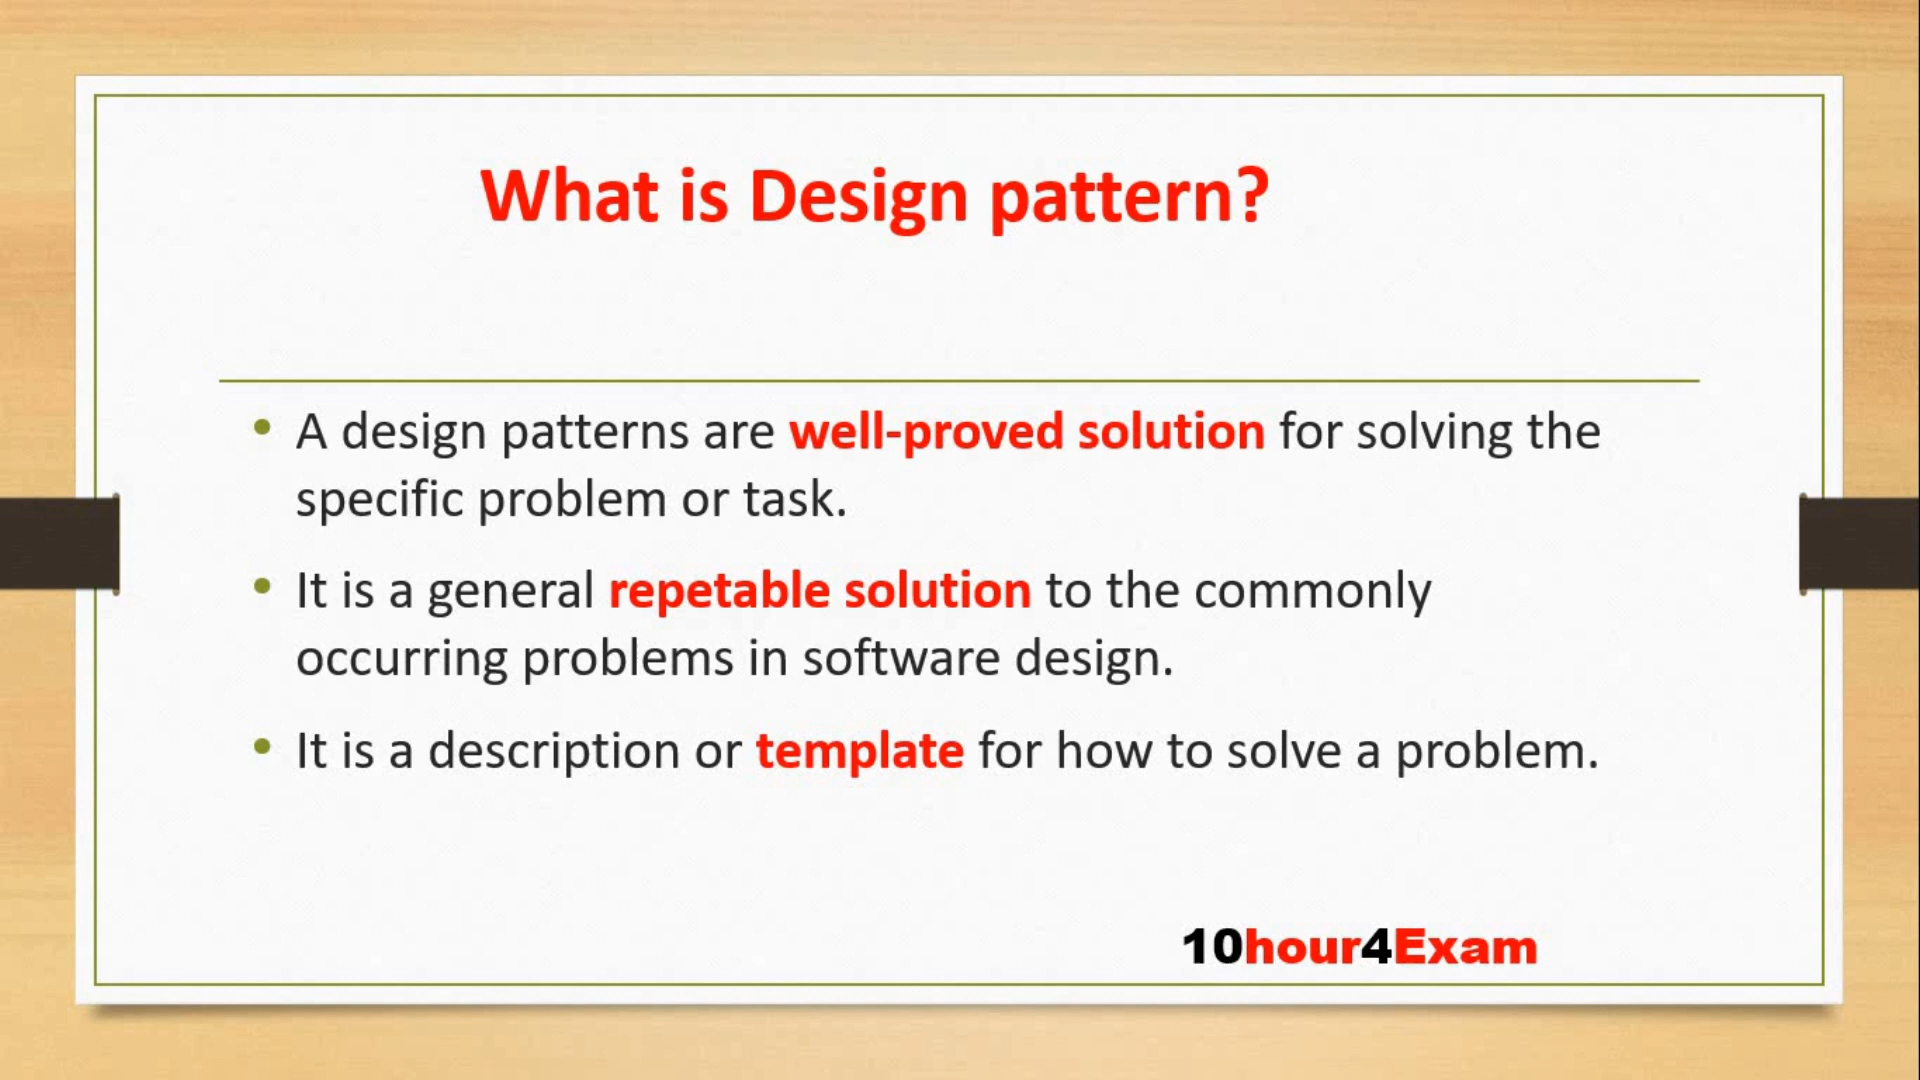 What is Design pattern?
• A design patterns are well-proved solution for solving the
specific problem or task.
• It is a general repetable solution to the commonly
occurring problems in software design.
• It is a description or template for how to solve a problem.
10hour4Exam